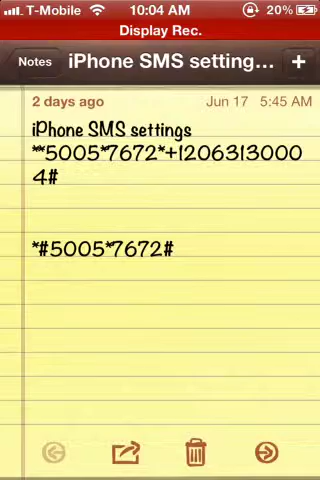 T-Mobile 10:04 AM 20%
Display Rec.
Notes iPhone SMS setting... +
2 days ago Jun 17 5:45 AM
iPhone SMS settings
**5005*7672*+1206313000
4#
*#5005*7672#